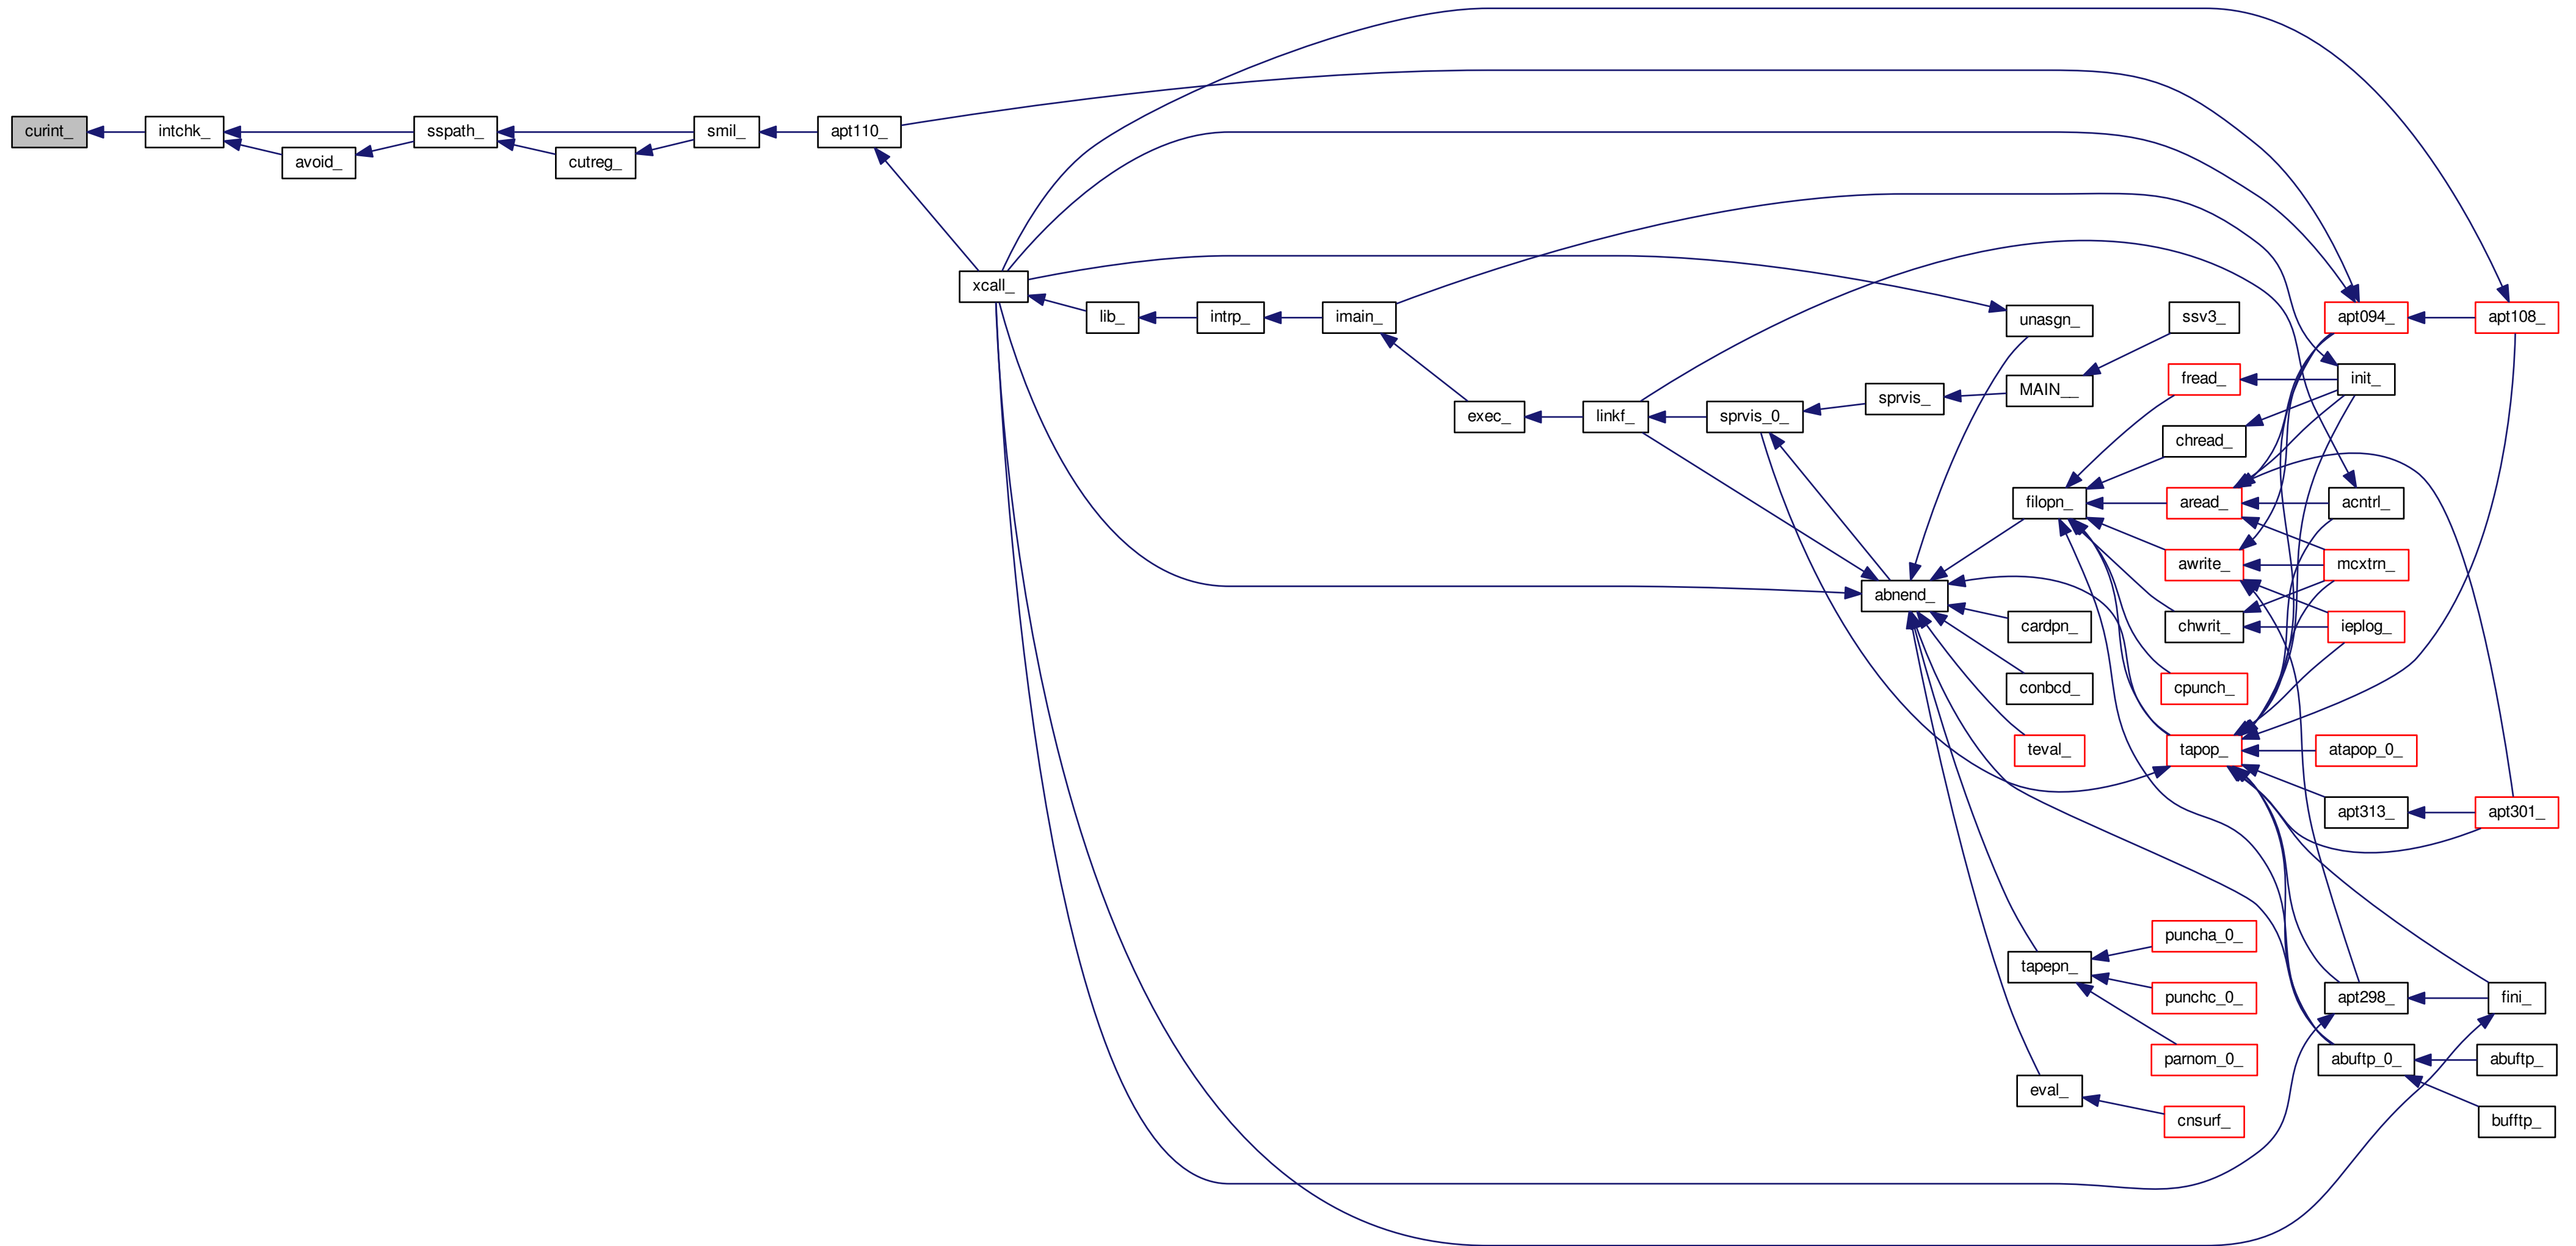 curint_
intchk_
avoid_
sspath_
cutreg_
smil_
apt110_
xcall_
lib_
intrp_
imain_
exec_
linkf_
sprvis_0_
sprvis_
MAIN__
ssv3_
unasgn_
abnend_
filopn_
cardpn_
conbcd_
teval_
tapepn_
eval_
fread_
chread_
aread_
awrite_
chwrit_
cpunch_
tapop_
puncha_0_
punchc_0_
parnom_0_
cnsurf_
apt094_
init_
acntrl_
mcxtrn_
ieplog_
atapop_0_
apt313_
apt298_
abuftp_0_
apt108_
apt301_
fini_
abuftp_
bufftp_